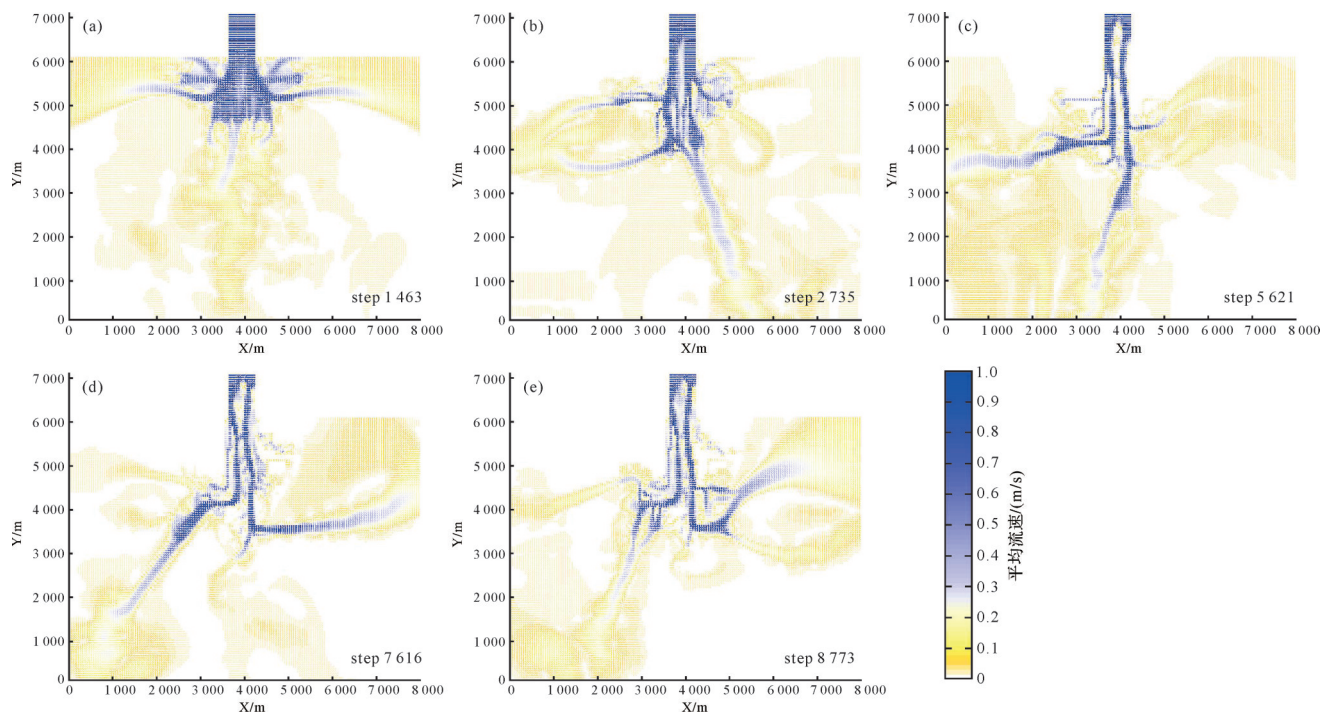 (a)
7 000
6 000
5 000
4 000
3 000
2 000
1 000
0
Y/m
step 1 463
0 1 000 2 000 3 000 4 000 5 000 6 000 7 000 8 000
X/m
(b)
7 000
6 000
5 000
4 000
3 000
2 000
1 000
0
Y/m
step 2 735
0 1 000 2 000 3 000 4 000 5 000 6 000 7 000 8 000
X/m
(c)
7 000
6 000
5 000
4 000
3 000
2 000
1 000
0
Y/m
step 5 621
0 1 000 2 000 3 000 4 000 5 000 6 000 7 000 8 000
X/m
(d)
7 000
6 000
5 000
4 000
3 000
2 000
1 000
0
Y/m
step 7 616
0 1 000 2 000 3 000 4 000 5 000 6 000 7 000 8 000
X/m
(e)
7 000
6 000
5 000
4 000
3 000
2 000
1 000
0
Y/m
step 8 773
0 1 000 2 000 3 000 4 000 5 000 6 000 7 000 8 000
X/m
1.0
0.9
0.8
0.7
0.6
0.5
0.4
0.3
0.2
0.1
0
平均流速/(m/s)